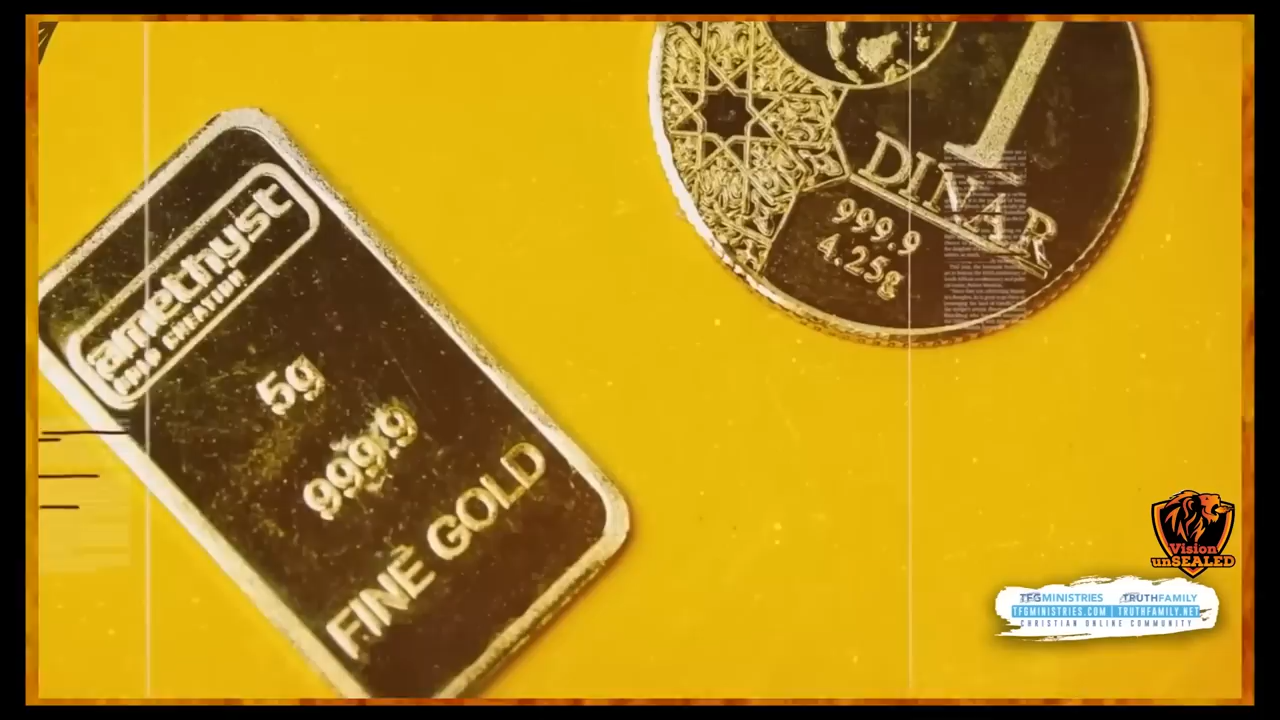 amethyst
GOLD CREATION
5g
999.9
FINE GOLD
1
DINAR
999.9
4.25g
Vision
unSEALED
TFGMINISTRIES TRUTHFAMILY
TFGMINISTRIES.COM | TRUTHFAMILY.NET
CHRISTIAN ONLINE COMMUNITY